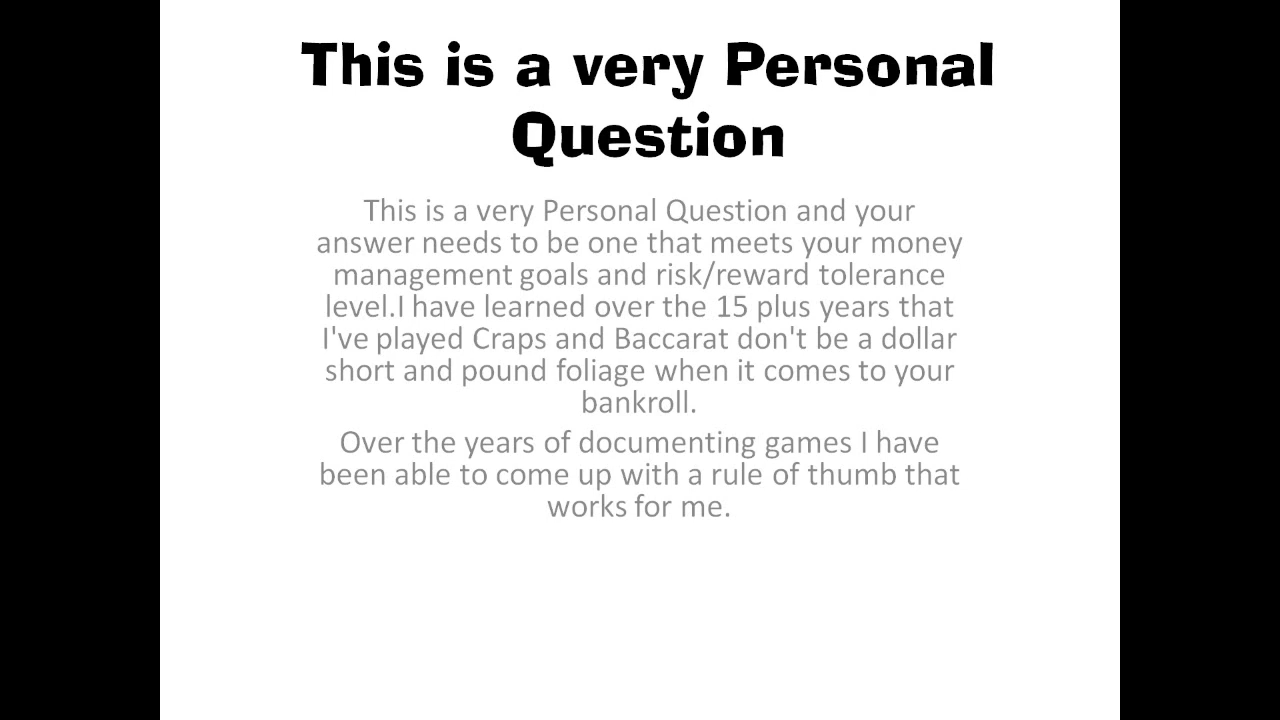 This is a very Personal
Question
This is a very Personal Question and your
answer needs to be one that meets your money
management goals and risk/reward tolerance
level.I have learned over the 15 plus years that
I've played Craps and Baccarat don't be a dollar
short and pound foliage when it comes to your
bankroll.
Over the years of documenting games I have
been able to come up with a rule of thumb that
works for me.